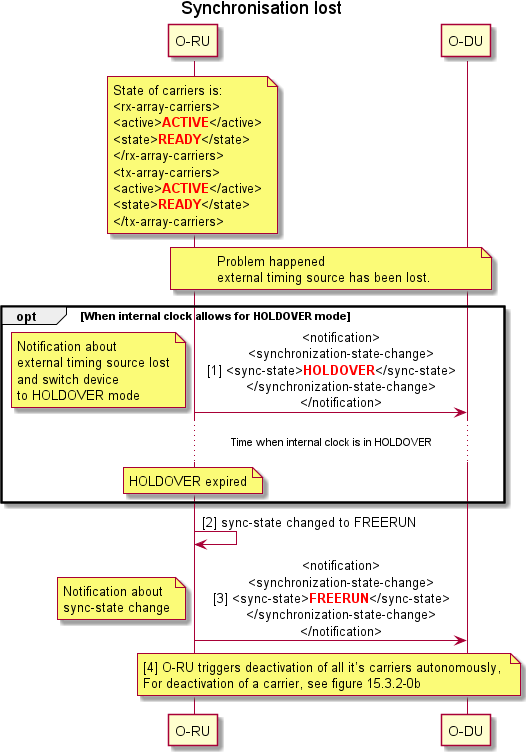 Synchronisation lost
O-RU
O-DU
State of carriers is:
<rx-array-carriers>
<active>ACTIVE</active>
<state>READY</state>
</rx-array-carriers>
<tx-array-carriers>
<active>ACTIVE</active>
<state>READY</state>
</tx-array-carriers>
Problem happened
external timing source has been lost.
opt
[When internal clock allows for HOLDOVER mode]
Notification about
external timing source lost
and switch device
to HOLDOVER mode
<notification>
<synchronization-state-change>
[1] <sync-state>HOLDOVER</sync-state>
</synchronization-state-change>
</notification>
Time when internal clock is in HOLDOVER
HOLDOVER expired
[2] sync-state changed to FREERUN
Notification about
sync-state change
<notification>
<synchronization-state-change>
[3] <sync-state>FREERUN</sync-state>
</synchronization-state-change>
</notification>
[4] O-RU triggers deactivation of all it's carriers autonomously,
For deactivation of a carrier, see figure 15.3.2-0b
O-RU
O-DU